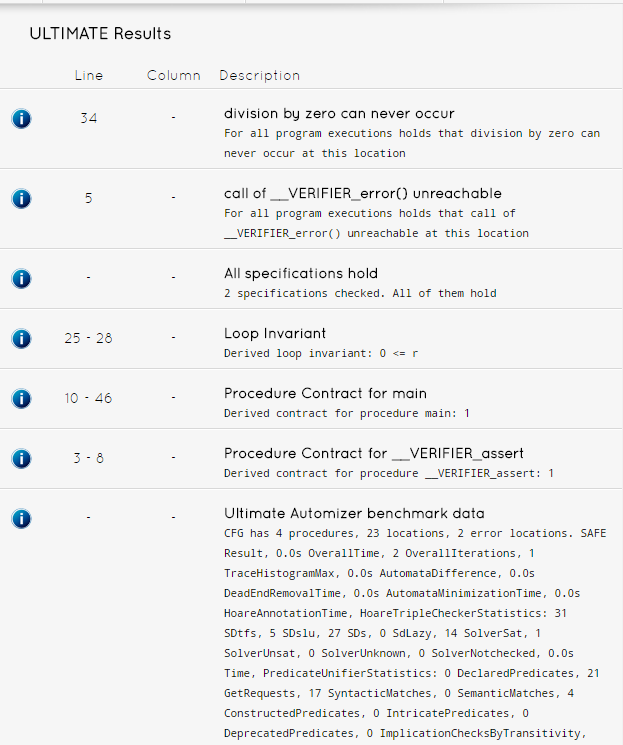 ULTIMATE Results
Line Column Description
34 - division by zero can never occur
For all program executions holds that division by zero can
never occur at this location
5 - call of __VERIFIER_error() unreachable
For all program executions holds that call of
__VERIFIER_error() unreachable at this location
- - All specifications hold
2 specifications checked. All of them hold
25 - 28 - Loop Invariant
Derived loop invariant: 0 <= r
10 - 46 - Procedure Contract for main
Derived contract for procedure main: 1
3 - 8 - Procedure Contract for __VERIFIER_assert
Derived contract for procedure __VERIFIER_assert: 1
- - Ultimate Automizer benchmark data
CFG has 4 procedures, 23 locations, 2 error locations. SAFE
Result, 0.0s OverallTime, 2 OverallIterations, 1
TraceHistogramMax, 0.0s AutomataDifference, 0.0s
DeadEndRemovalTime, 0.0s AutomataMinimizationTime, 0.0s
HoareAnnotationTime, HoareTripleCheckerStatistics: 31
SDtfs, 5 SDslu, 27 SDs, 0 SdLazy, 14 SolverSat, 1
SolverUnsat, 0 SolverUnknown, 0 SolverNotchecked, 0.0s
Time, PredicateUnifierStatistics: 0 DeclaredPredicates, 21
GetRequests, 17 SyntacticMatches, 0 SemanticMatches, 4
ConstructedPredicates, 0 IntricatePredicates, 0
DeprecatedPredicates, 0 ImplicationChecksByTransitivity,